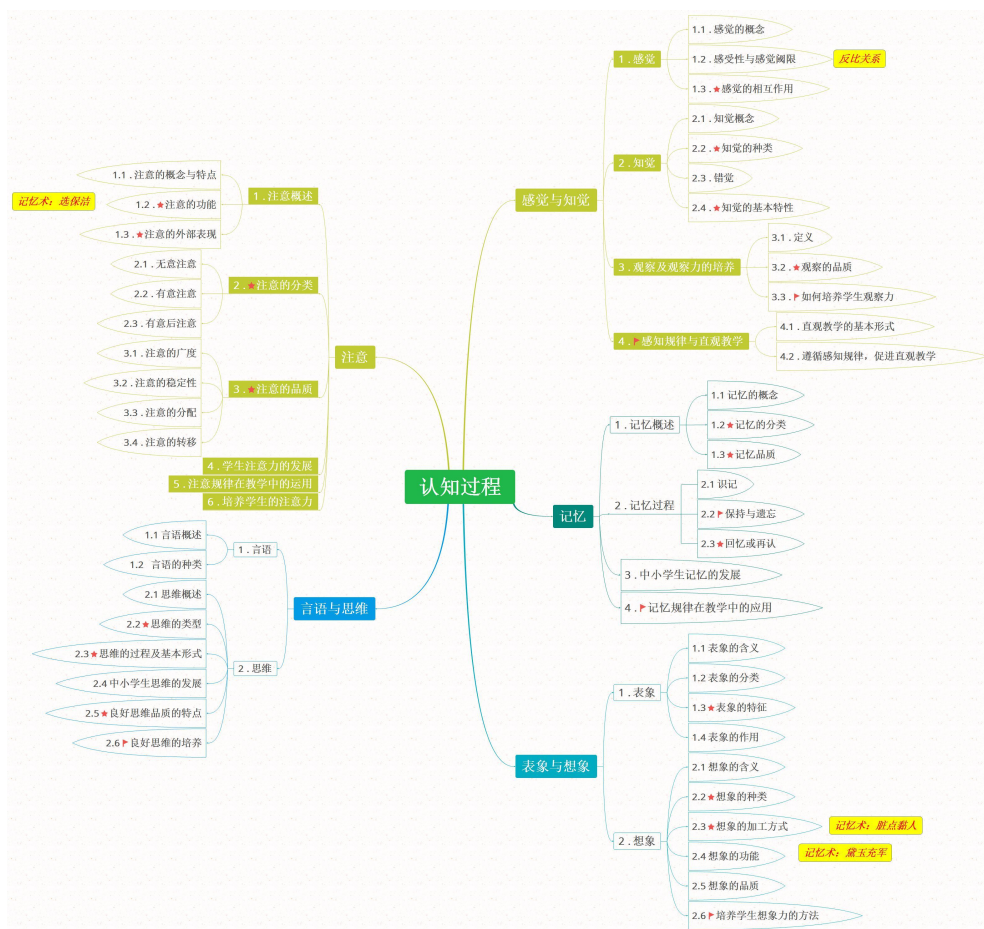 认知过程
感觉与知觉
1 . 感觉
1.1 . 感觉的概念
1.2 . 感受性与感觉阈限
反比关系
1.3 . ★感觉的相互作用
2 . 知觉
2.1 . 知觉概念
2.2 . ★知觉的种类
2.3 . 错觉
2.4 . ★知觉的基本特性
3 . 观察及观察力的培养
3.1 . 定义
3.2 . ★观察的品质
3.3 . 如何培养学生观察力
4 . 感知规律与直观教学
4.1 . 直观教学的基本形式
4.2 . 遵循感知规律，促进直观教学
记忆
1 . 记忆概述
1.1 记忆的概念
1.2★记忆的分类
1.3★记忆品质
2 . 记忆过程
2.1 识记
2.2 保持与遗忘
2.3★回忆或再认
3 . 中小学生记忆的发展
4 . 记忆规律在教学中的应用
表象与想象
1 . 表象
1.1 表象的含义
1.2 表象的分类
1.3★表象的特征
1.4 表象的作用
2 . 想象
2.1 想象的含义
2.2★想象的种类
2.3★想象的加工方式
记忆术：脏点黏人
2.4 想象的功能
记忆术：黛玉充军
2.5 想象的品质
2.6 培养学生想象力的方法
注意
1 . 注意概述
1.1 . 注意的概念与特点
1.2 . ★注意的功能
记忆术：选保洁
1.3 . ★注意的外部表现
2 . ★注意的分类
2.1 . 无意注意
2.2 . 有意注意
2.3 . 有意后注意
3 . ★注意的品质
3.1 . 注意的广度
3.2 . 注意的稳定性
3.3 . 注意的分配
3.4 . 注意的转移
4 . 学生注意力的发展
5 . 注意规律在教学中的运用
6 . 培养学生的注意力
言语与思维
1 . 言语
1.1 言语概述
1.2 言语的种类
2 . 思维
2.1 思维概述
2.2★思维的类型
2.3★思维的过程及基本形式
2.4 中小学思维的发展
2.5★良好思维品质的特点
2.6 良好思维的培养